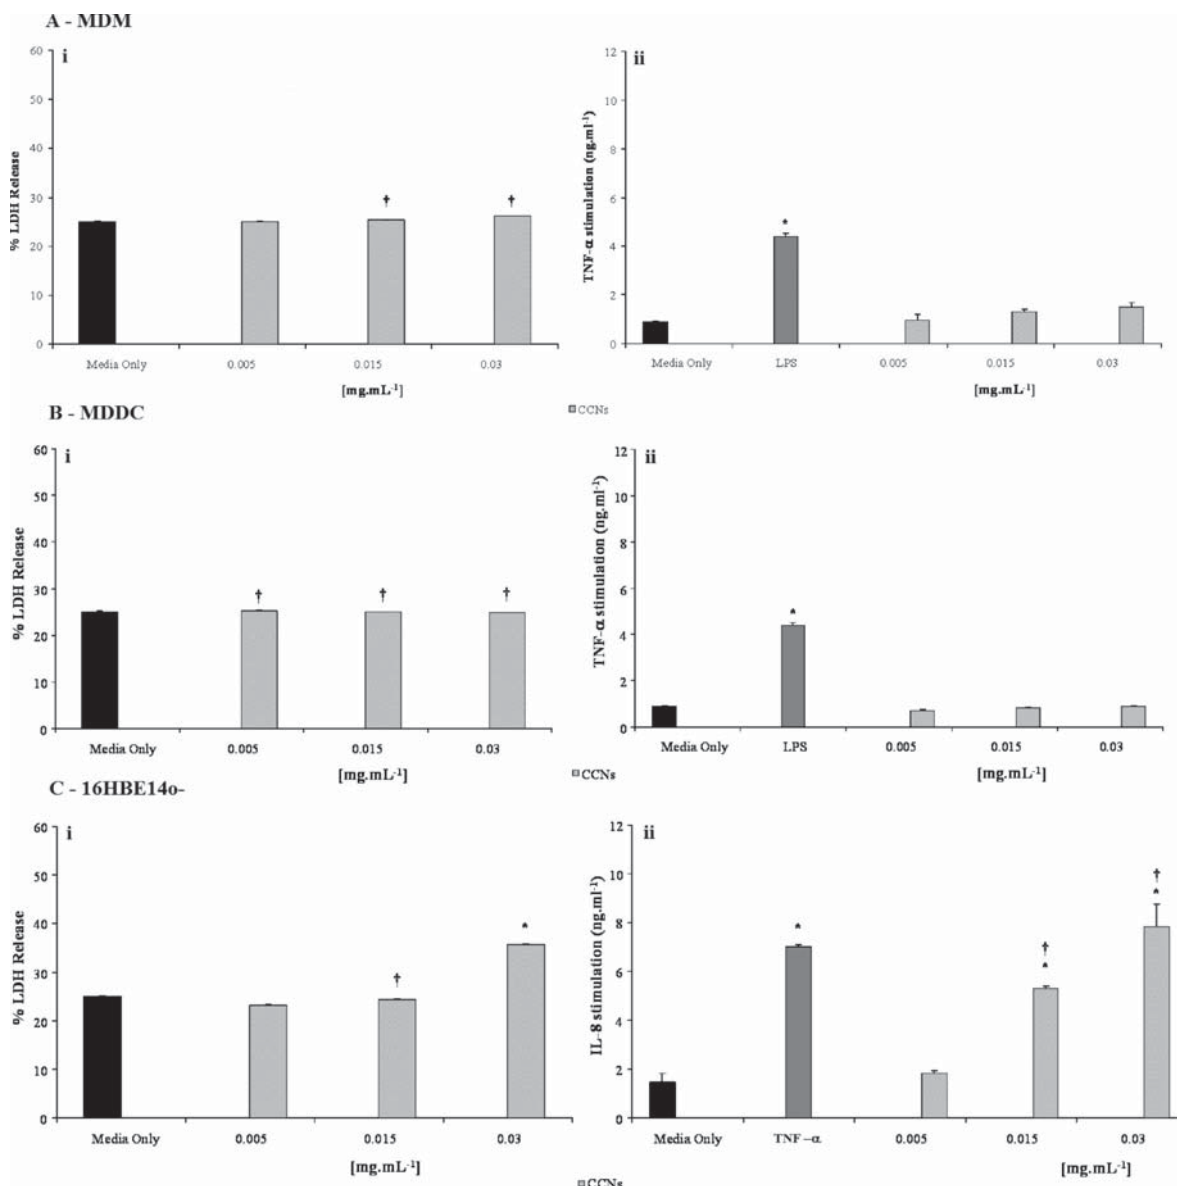 A - MDM
i
% LDH Release
60
50
40
30
20
10
0
† †
Media Only 0.005 0.015 0.03
[mg.mL-1]
ii
TNF-α stimulation (ng.ml-1)
12
10
8
6
4
2
0
*
Media Only LPS 0.005 0.015 0.03
[mg.mL-1]
CCNs
B - MDDC
i
% LDH Release
60
50
40
30
20
10
0
† † †
Media Only 0.005 0.015 0.03
[mg.mL-1]
ii
TNF-α stimulation (ng.ml-1)
12
10
8
6
4
2
0
*
Media Only LPS 0.005 0.015 0.03
[mg.mL-1]
CCNs
C - 16HBE14o-
i
% LDH Release
60
50
40
30
20
10
0
† *
Media Only 0.005 0.015 0.03
[mg.mL-1]
ii
IL-8 stimulation (ng.ml-1)
12
10
8
6
4
2
0
*
†
*
†
*
Media Only TNF-α 0.005 0.015 0.03
[mg.mL-1]
CCNs